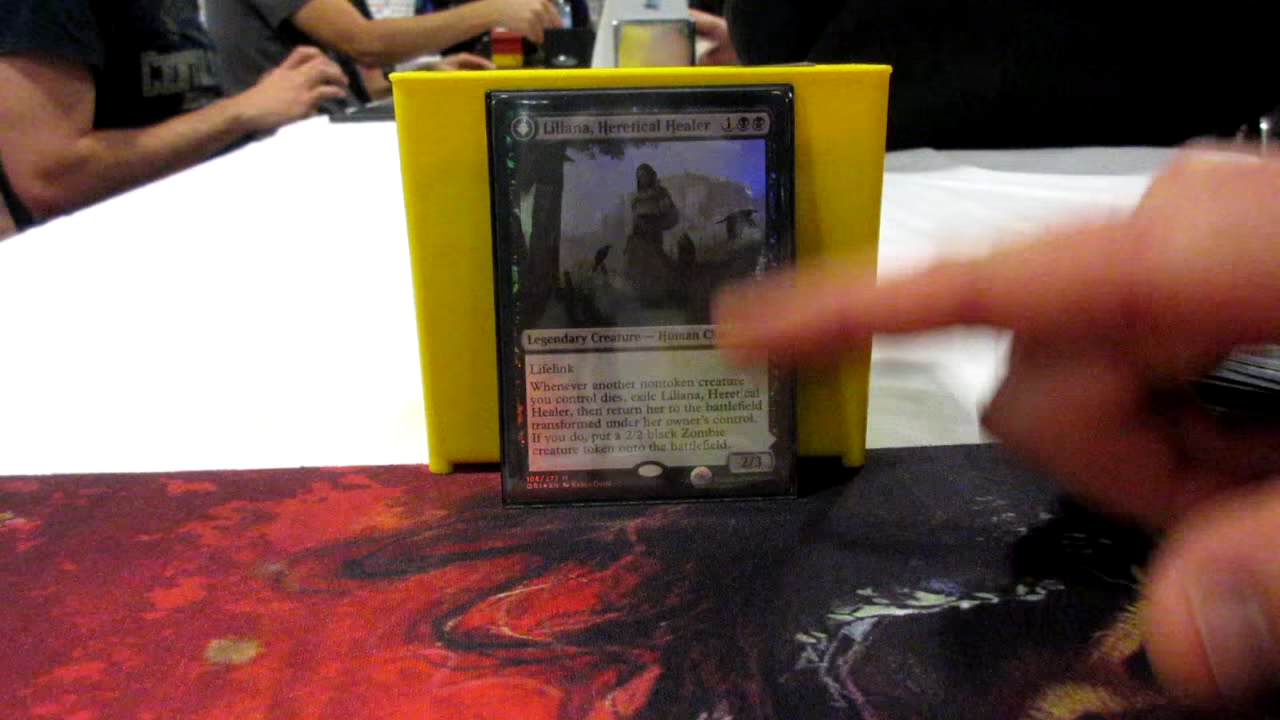 Liliana, Heretical Healer 1
Legendary Creature — Human
Lifelink
Whenever another nontoken creature
you control dies, exile Liliana, Heretical
Healer, then return her to the battlefield
transformed under her owner's control.
If you do, put a 2/2 black Zombie
creature token onto the battlefield.
2/3